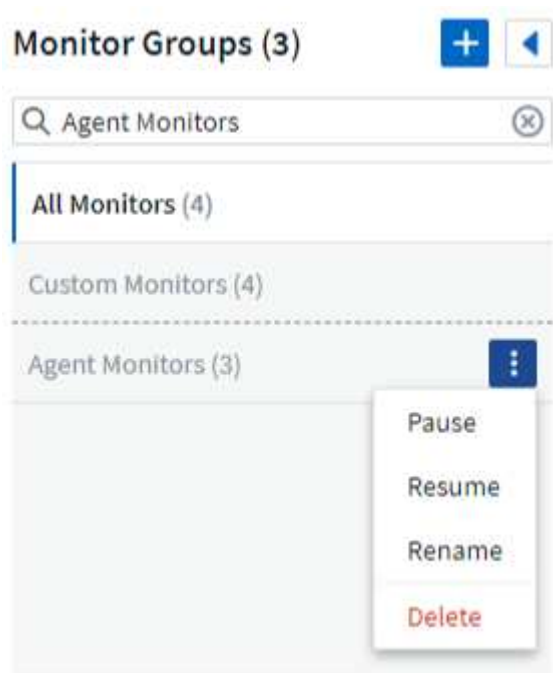 Monitor Groups (3)
Agent Monitors
All Monitors (4)
Custom Monitors (4)
Agent Monitors (3)
Pause
Resume
Rename
Delete